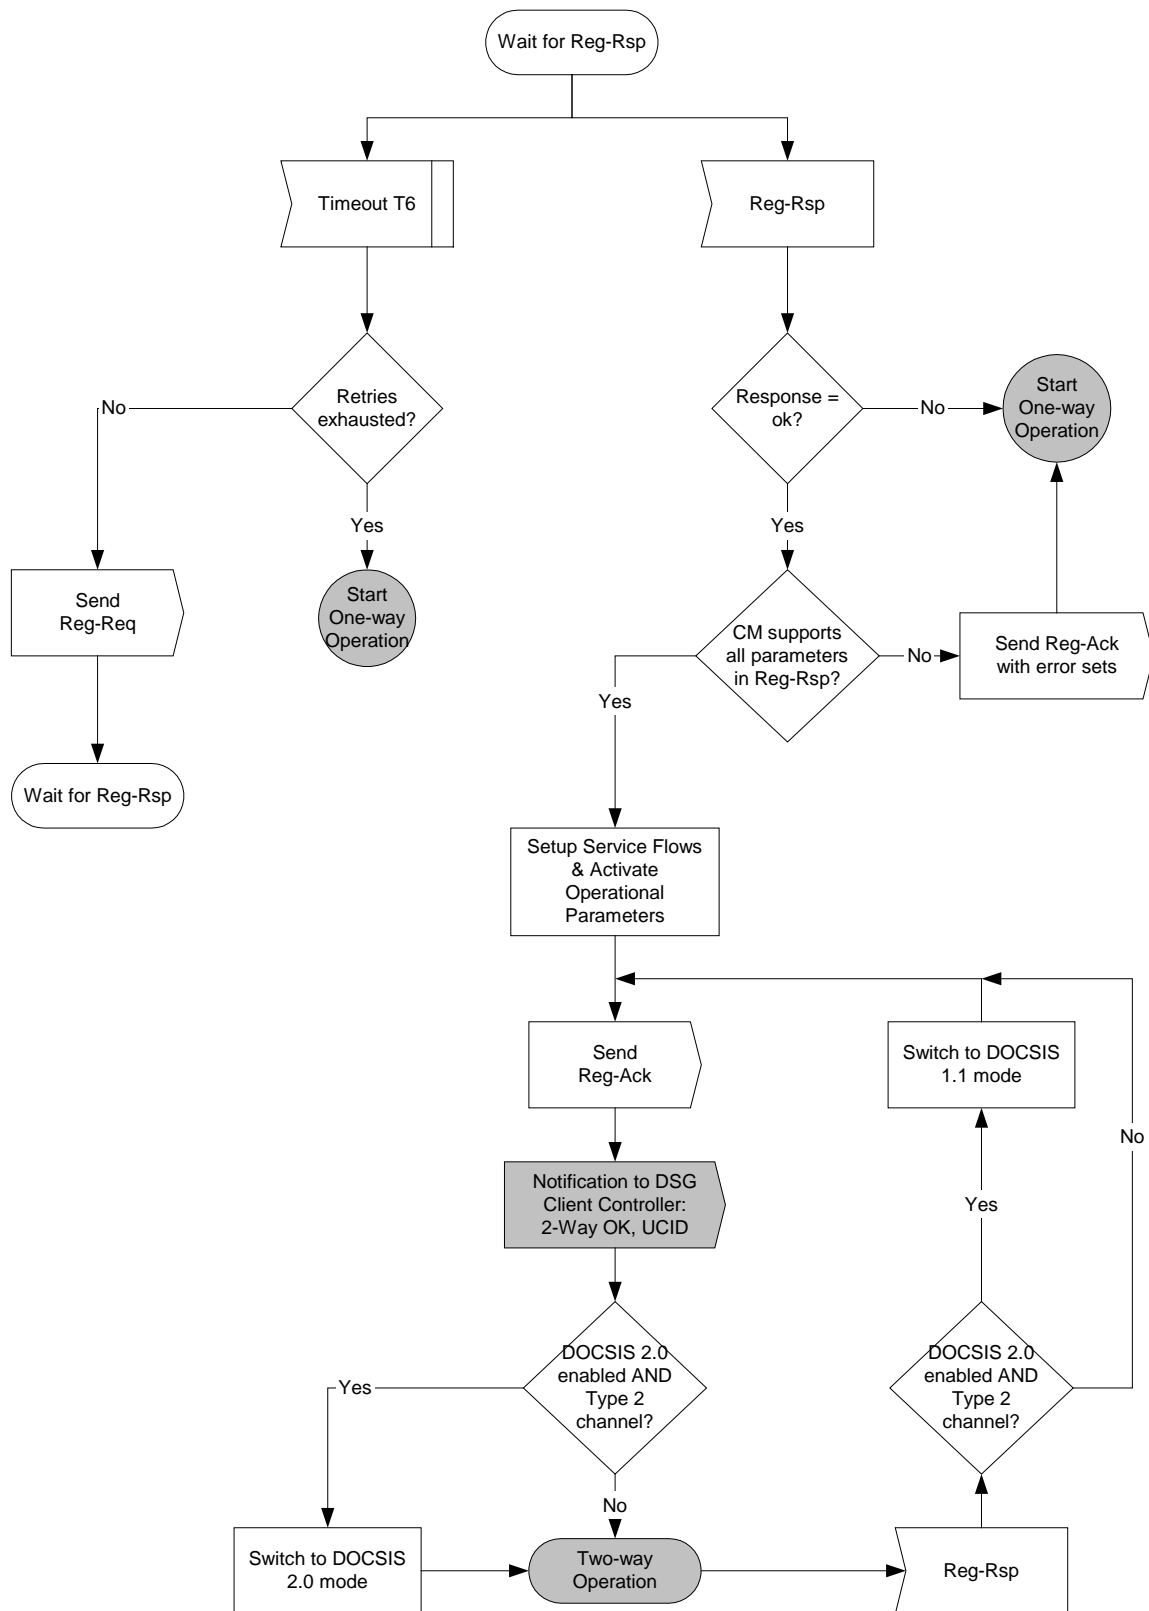 Wait for Reg-Rsp
Timeout T6
Reg-Rsp
Retries
exhausted?
No
Yes
Response =
ok?
No
Start
One-way
Operation
Yes
Send
Reg-Req
Start
One-way
Operation
CM supports
all parameters
in Reg-Rsp?
No
Send Reg-Ack
with error sets
Yes
Wait for Reg-Rsp
Setup Service Flows
& Activate
Operational
Parameters
Send
Reg-Ack
Switch to DOCSIS
1.1 mode
No
Notification to DSG
Client Controller:
2-Way OK, UCID
Yes
DOCSIS 2.0
enabled AND
Type 2
channel?
Yes
No
DOCSIS 2.0
enabled AND
Type 2
channel?
Switch to DOCSIS
2.0 mode
Two-way
Operation
Reg-Rsp